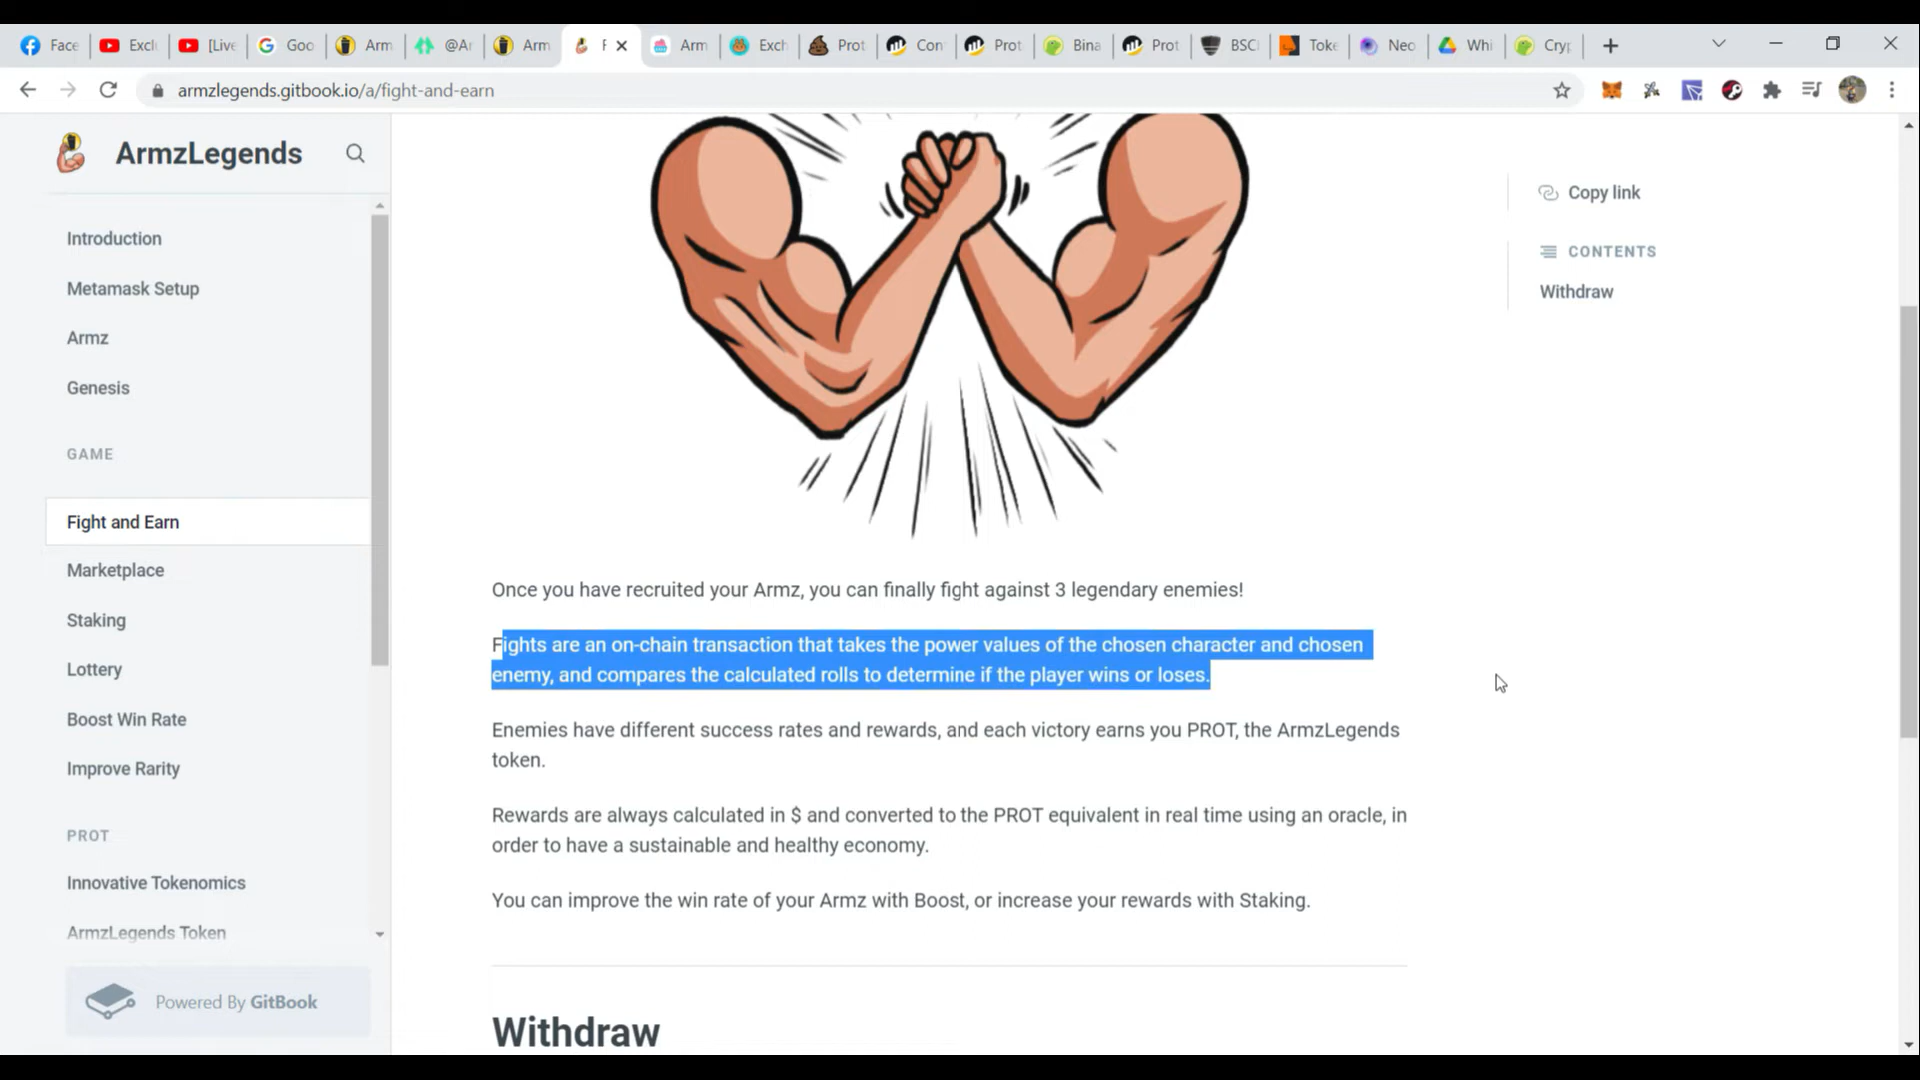 Face
Excl
[Live
Goo
Arm
@Ar
Arm
F
Arm
Exch
Prot
Con
Prot
Bina
Prot
BSC
Toke
Neo
Whi
Cryp
armzlegends.gitbook.io/a/fight-and-earn
ArmzLegends
Introduction
Metamask Setup
Armz
Genesis
GAME
Fight and Earn
Marketplace
Staking
Lottery
Boost Win Rate
Improve Rarity
PROT
Innovative Tokenomics
ArmzLegends Token
Powered By GitBook
Once you have recruited your Armz, you can finally fight against 3 legendary enemies!
Fights are an on-chain transaction that takes the power values of the chosen character and chosen
enemy, and compares the calculated rolls to determine if the player wins or loses.
Enemies have different success rates and rewards, and each victory earns you PROT, the ArmzLegends
token.
Rewards are always calculated in $ and converted to the PROT equivalent in real time using an oracle, in
order to have a sustainable and healthy economy.
You can improve the win rate of your Armz with Boost, or increase your rewards with Staking.
Withdraw
Copy link
CONTENTS
Withdraw